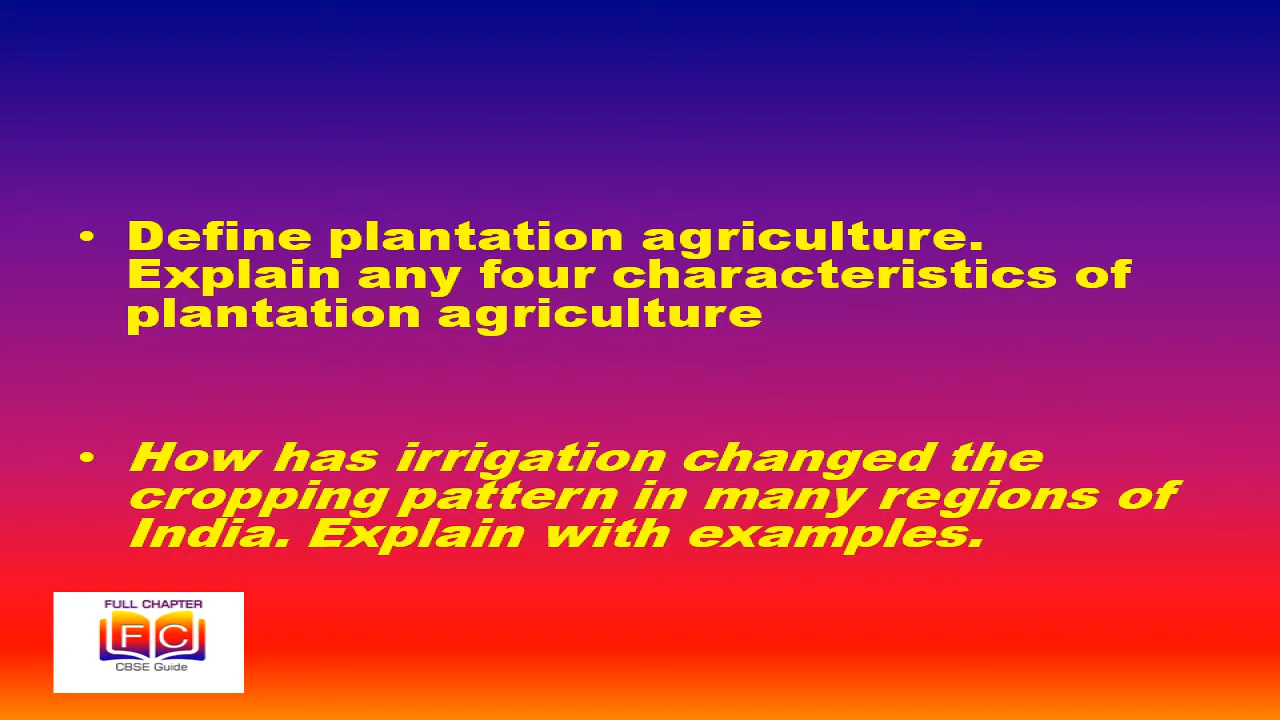 • Define plantation agriculture.
Explain any four characteristics of
plantation agriculture
• How has irrigation changed the
cropping pattern in many regions of
India. Explain with examples.
FULL CHAPTER
FC
CBSE Guide